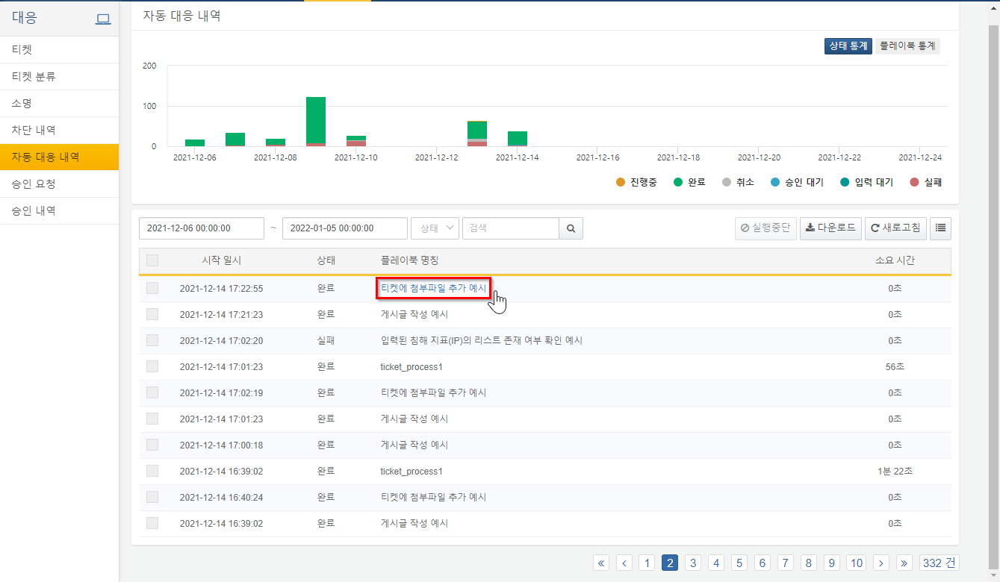 대응
티켓
티켓 분류
소명
차단 내역
자동 대응 내역
승인 요청
승인 내역
자동 대응 내역
상태 통계 플레이북 통계
200
100
0
2021-12-06 2021-12-08 2021-12-10 2021-12-12 2021-12-14 2021-12-16 2021-12-18 2021-12-20 2021-12-22 2021-12-24
진행중 완료 취소 승인 대기 입력 대기 실패
2021-12-06 00:00:00 ~ 2022-01-05 00:00:00 상태 검색 실행중단 다운로드 새로고침
시작 일시 상태 플레이북 명칭 소요 시간
2021-12-14 17:22:55 완료 티켓에 첨부파일 추가 예시 0초
2021-12-14 17:21:23 완료 게시글 작성 예시 0초
2021-12-14 17:02:20 실패 입력된 침해 지표(IP)의 리스트 존재 여부 확인 예시 0초
2021-12-14 17:01:23 완료 ticket_process1 56초
2021-12-14 17:02:19 완료 티켓에 첨부파일 추가 예시 0초
2021-12-14 17:01:23 완료 게시글 작성 예시 0초
2021-12-14 17:00:18 완료 게시글 작성 예시 0초
2021-12-14 16:39:02 완료 ticket_process1 1분 22초
2021-12-14 16:40:24 완료 티켓에 첨부파일 추가 예시 0초
2021-12-14 16:39:02 완료 게시글 작성 예시 0초
« ‹ 1 2 3 4 5 6 7 8 9 10 › » 332 건